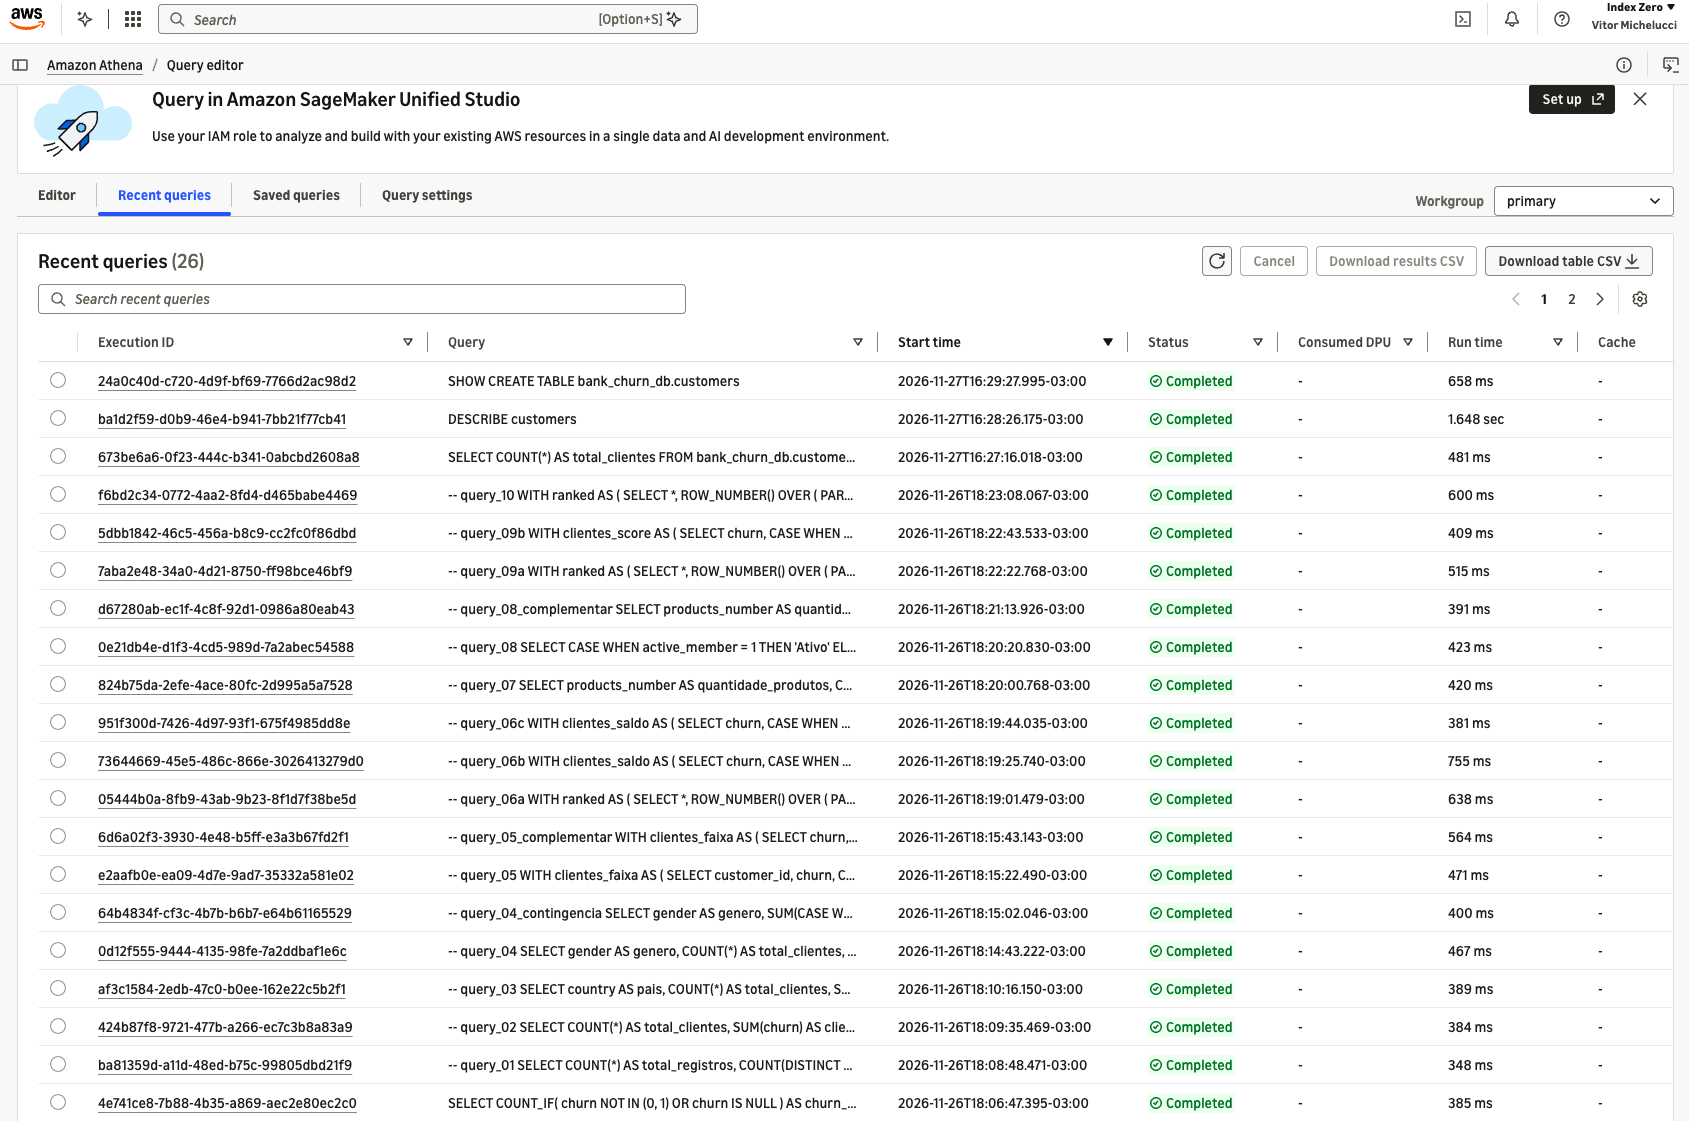 aws
Search [Option+S]
Index Zero
Vitor Michelucci
Amazon Athena / Query editor
Query in Amazon SageMaker Unified Studio
Set up
Use your IAM role to analyze and build with your existing AWS resources in a single data and AI development environment.
Editor Recent queries Saved queries Query settings
Workgroup primary
Recent queries (26)
Cancel Download results CSV Download table CSV
Search recent queries
1 2
Execution ID Query Start time Status Consumed DPU Run time Cache
24a0c40d-c720-4d9f-bf69-7766d2ac98d2 SHOW CREATE TABLE bank_churn_db.customers 2026-11-27T16:29:27.995-03:00 Completed - 658 ms -
ba1d2f59-d0b9-46e4-b941-7bb21f77cb41 DESCRIBE customers 2026-11-27T16:28:26.175-03:00 Completed - 1.648 sec -
673be6a6-0f23-444c-b341-0abcbd2608a8 SELECT COUNT(*) AS total_clientes FROM bank_churn_db.custome... 2026-11-27T16:27:16.018-03:00 Completed - 481 ms -
f6bd2c34-0772-4aa2-8fd4-d465babe4469 -- query_10 WITH ranked AS ( SELECT *, ROW_NUMBER() OVER ( PAR... 2026-11-26T18:23:08.067-03:00 Completed - 600 ms -
5dbb1842-46c5-456a-b8c9-cc2fc0f86dbd -- query_09b WITH clientes_score AS ( SELECT churn, CASE WHEN ... 2026-11-26T18:22:43.533-03:00 Completed - 409 ms -
7aba2e48-34a0-4d21-8750-ff98bce46bf9 -- query_09a WITH ranked AS ( SELECT *, ROW_NUMBER() OVER ( PA... 2026-11-26T18:22:22.768-03:00 Completed - 515 ms -
d67280ab-ec1f-4c8f-92d1-0986a80eab43 -- query_08_complementar SELECT products_number AS quantid... 2026-11-26T18:21:13.926-03:00 Completed - 391 ms -
0e21db4e-d1f3-4cd5-989d-7a2abec54588 -- query_08 SELECT CASE WHEN active_member = 1 THEN 'Ativo' EL... 2026-11-26T18:20:20.830-03:00 Completed - 423 ms -
824b75da-2efe-4ace-80fc-2d995a5a7528 -- query_07 SELECT products_number AS quantidade_produtos, C... 2026-11-26T18:20:00.768-03:00 Completed - 420 ms -
951f300d-7426-4d97-93f1-675f4985dd8e -- query_06c WITH clientes_saldo AS ( SELECT churn, CASE WHEN ... 2026-11-26T18:19:44.035-03:00 Completed - 381 ms -
73644669-45e5-486c-866e-3026413279d0 -- query_06b WITH clientes_saldo AS ( SELECT churn, CASE WHEN ... 2026-11-26T18:19:25.740-03:00 Completed - 755 ms -
05444b0a-8fb9-43ab-9b23-8f1d7f38be5d -- query_06a WITH ranked AS ( SELECT *, ROW_NUMBER() OVER ( PA... 2026-11-26T18:19:01.479-03:00 Completed - 638 ms -
6d6a02f3-3930-4e48-b5ff-e3a3b67fd2f1 -- query_05_complementar WITH clientes_faixa AS ( SELECT churn,... 2026-11-26T18:15:43.143-03:00 Completed - 564 ms -
e2aafb0e-ea09-4d7e-9ad7-35332a581e02 -- query_05 WITH clientes_faixa AS ( SELECT customer_id, churn, C... 2026-11-26T18:15:22.490-03:00 Completed - 471 ms -
64b4834f-cf3c-4b7b-b6b7-e64b61165529 -- query_04_contingencia SELECT gender AS genero, SUM(CASE W... 2026-11-26T18:15:02.046-03:00 Completed - 400 ms -
0d12f555-9444-4135-98fe-7a2ddbaf1e6c -- query_04 SELECT gender AS genero, COUNT(*) AS total_clientes, ... 2026-11-26T18:14:43.222-03:00 Completed - 467 ms -
af3c1584-2edb-47c0-b0ee-162e22c5b2f1 -- query_03 SELECT country AS pais, COUNT(*) AS total_clientes, S... 2026-11-26T18:10:16.150-03:00 Completed - 389 ms -
424b87f8-9721-477b-a266-ec7c3b8a83a9 -- query_02 SELECT COUNT(*) AS total_clientes, SUM(churn) AS clie... 2026-11-26T18:09:35.469-03:00 Completed - 384 ms -
ba81359d-a11d-48ed-b75c-99805dbd21f9 -- query_01 SELECT COUNT(*) AS total_registros, COUNT(DISTINCT ... 2026-11-26T18:08:48.471-03:00 Completed - 348 ms -
4e741ce8-7b88-4b35-a869-aec2e80ec2c0 SELECT COUNT_IF( churn NOT IN (0, 1) OR churn IS NULL ) AS churn_... 2026-11-26T18:06:47.395-03:00 Completed - 385 ms -